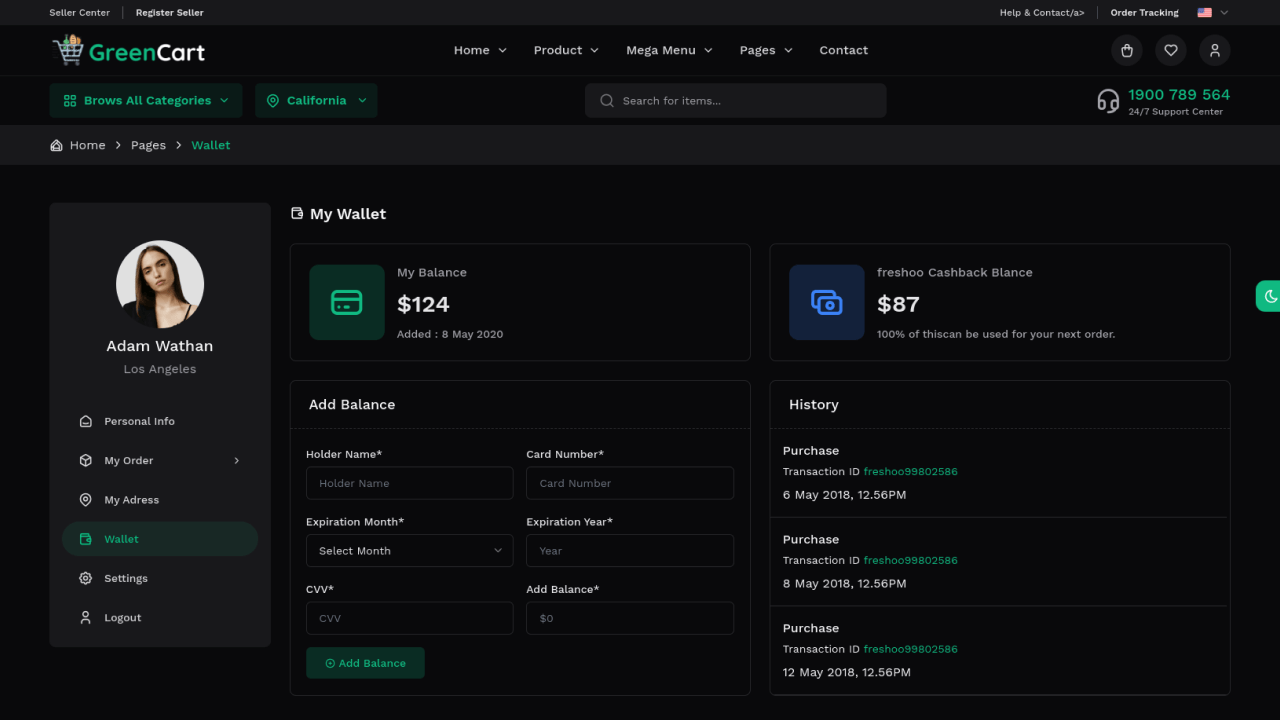 Seller Center
Register Seller
Help & Contact/a>
Order Tracking
GreenCart
Home
Product
Mega Menu
Pages
Contact
Brows All Categories
California
Search for items...
1900 789 564
24/7 Support Center
Home
Pages
Wallet
Adam Wathan
Los Angeles
Personal Info
My Order
My Adress
Wallet
Settings
Logout
My Wallet
My Balance
$124
Added : 8 May 2020
freshoo Cashback Blance
$87
100% of thiscan be used for your next order.
Add Balance
Holder Name*
Card Number*
Holder Name
Card Number
Expiration Month*
Expiration Year*
Select Month
Year
CVV*
Add Balance*
CVV
$0
Add Balance
History
Purchase
Transaction ID freshoo99802586
6 May 2018, 12.56PM
Purchase
Transaction ID freshoo99802586
8 May 2018, 12.56PM
Purchase
Transaction ID freshoo99802586
12 May 2018, 12.56PM